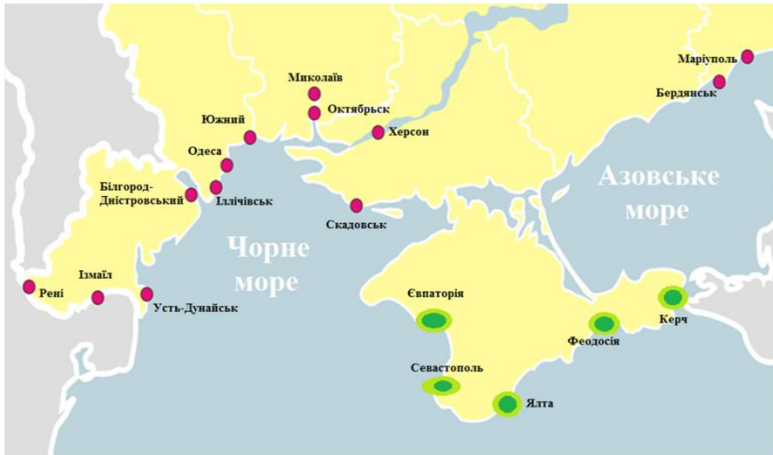 Миколаїв
Маріуполь
Бердянськ
Октябрьск
Южний
Херсон
Одеса
Білгород-
Дністровський
Іллічівськ
Скадовськ
Азовське
море
Чорне
море
Ізмаїл
Рені
Усть-Дунайськ
Євпаторія
Керч
Феодосія
Севастополь
Ялта